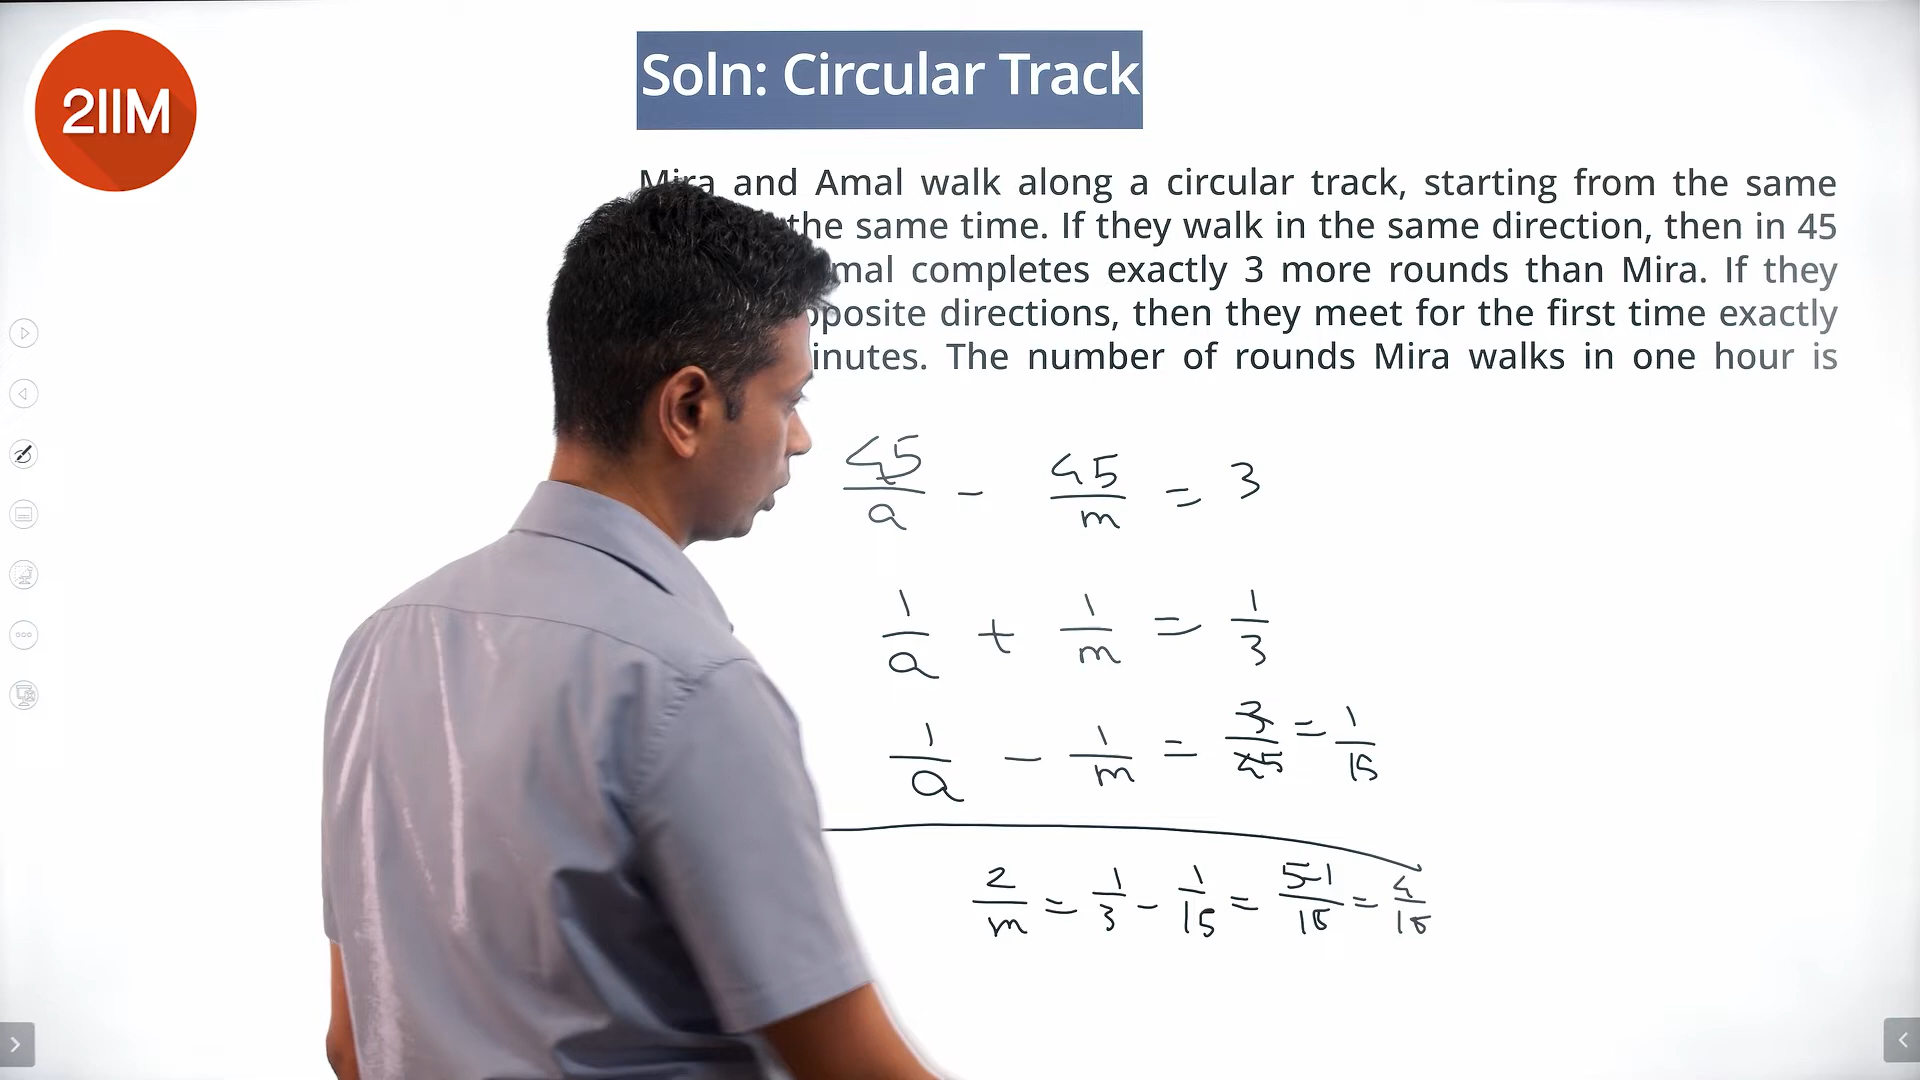 2IIM
Soln: Circular Track
Mira and Amal walk along a circular track, starting from the same
the same time. If they walk in the same direction, then in 45
mal completes exactly 3 more rounds than Mira. If they
pposite directions, then they meet for the first time exactly
inutes. The number of rounds Mira walks in one hour is
45/a - 45/m = 3
1/a + 1/m = 1/3
1/a - 1/m = 3/45 = 1/15
2/m = 1/3 - 1/15 = 5-1/15 = 4/15